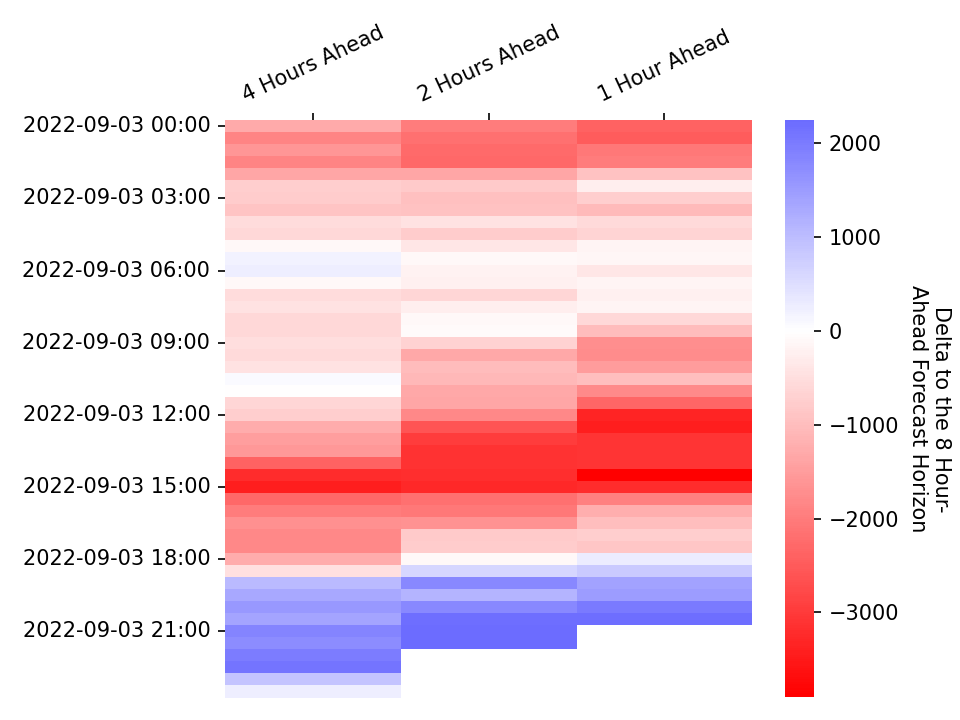 4 Hours Ahead
2 Hours Ahead
1 Hour Ahead
2022-09-03 00:00
2022-09-03 03:00
2022-09-03 06:00
2022-09-03 09:00
2022-09-03 12:00
2022-09-03 15:00
2022-09-03 18:00
2022-09-03 21:00
2000
1000
0
−1000
−2000
−3000
Delta to the 8 Hour-
Ahead Forecast Horizon